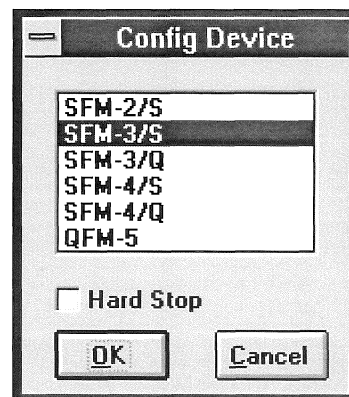 Config Device
SFM-2/S
SFM-3/S
SFM-3/Q
SFM-4/S
SFM-4/Q
QFM-5
Hard Stop
OK
Cancel